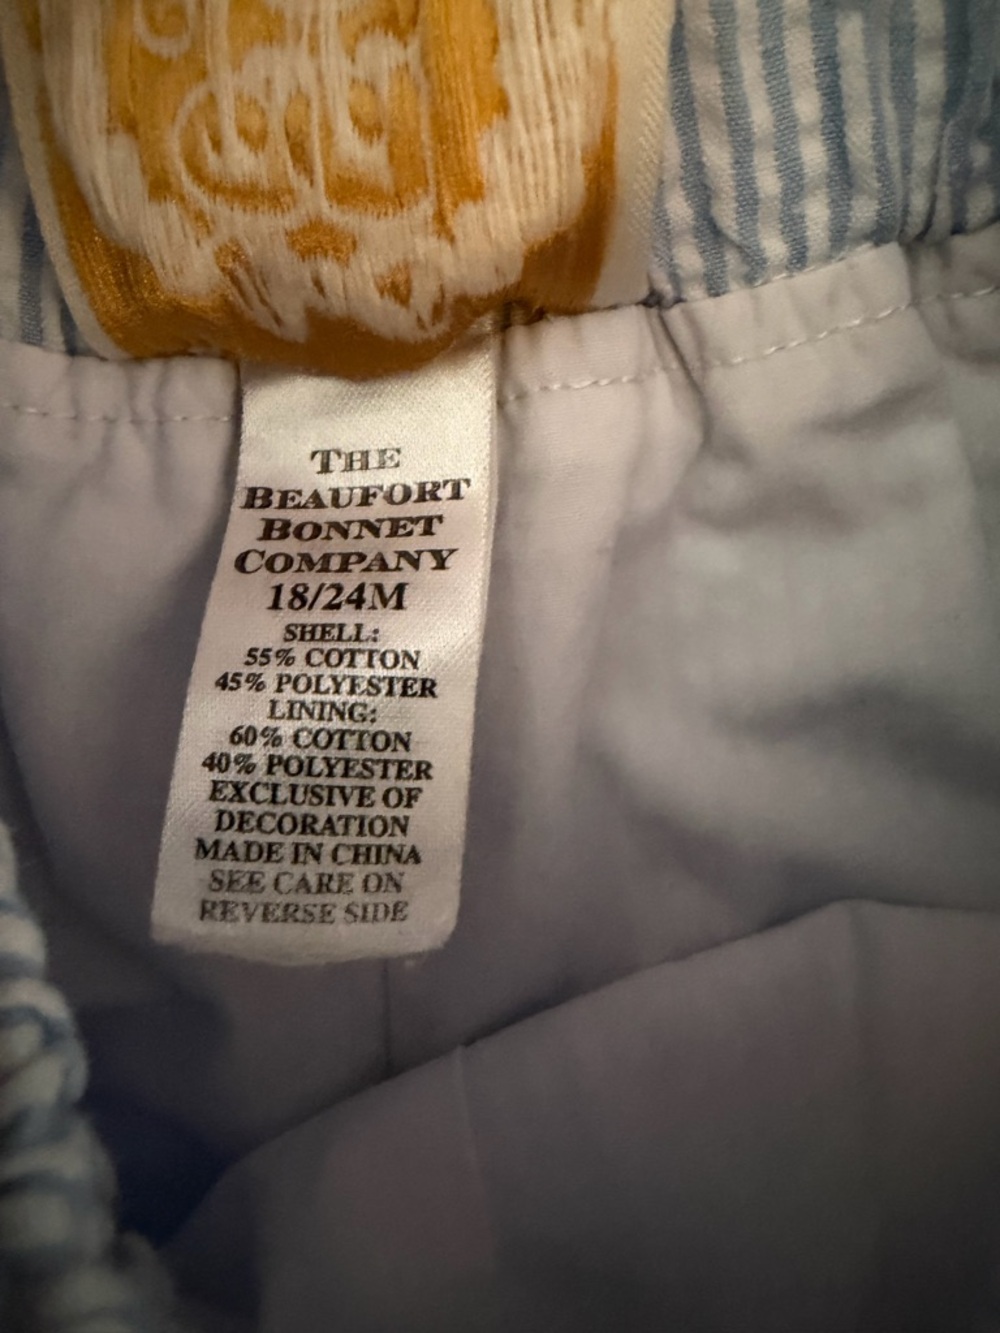 THE
BEAUFORT
BONNET
COMPANY
18/24M
SHELL:
55% COTTON
45% POLYESTER
LINING:
60% COTTON
40% POLYESTER
EXCLUSIVE OF
DECORATION
MADE IN CHINA
SEE CARE ON
REVERSE SIDE